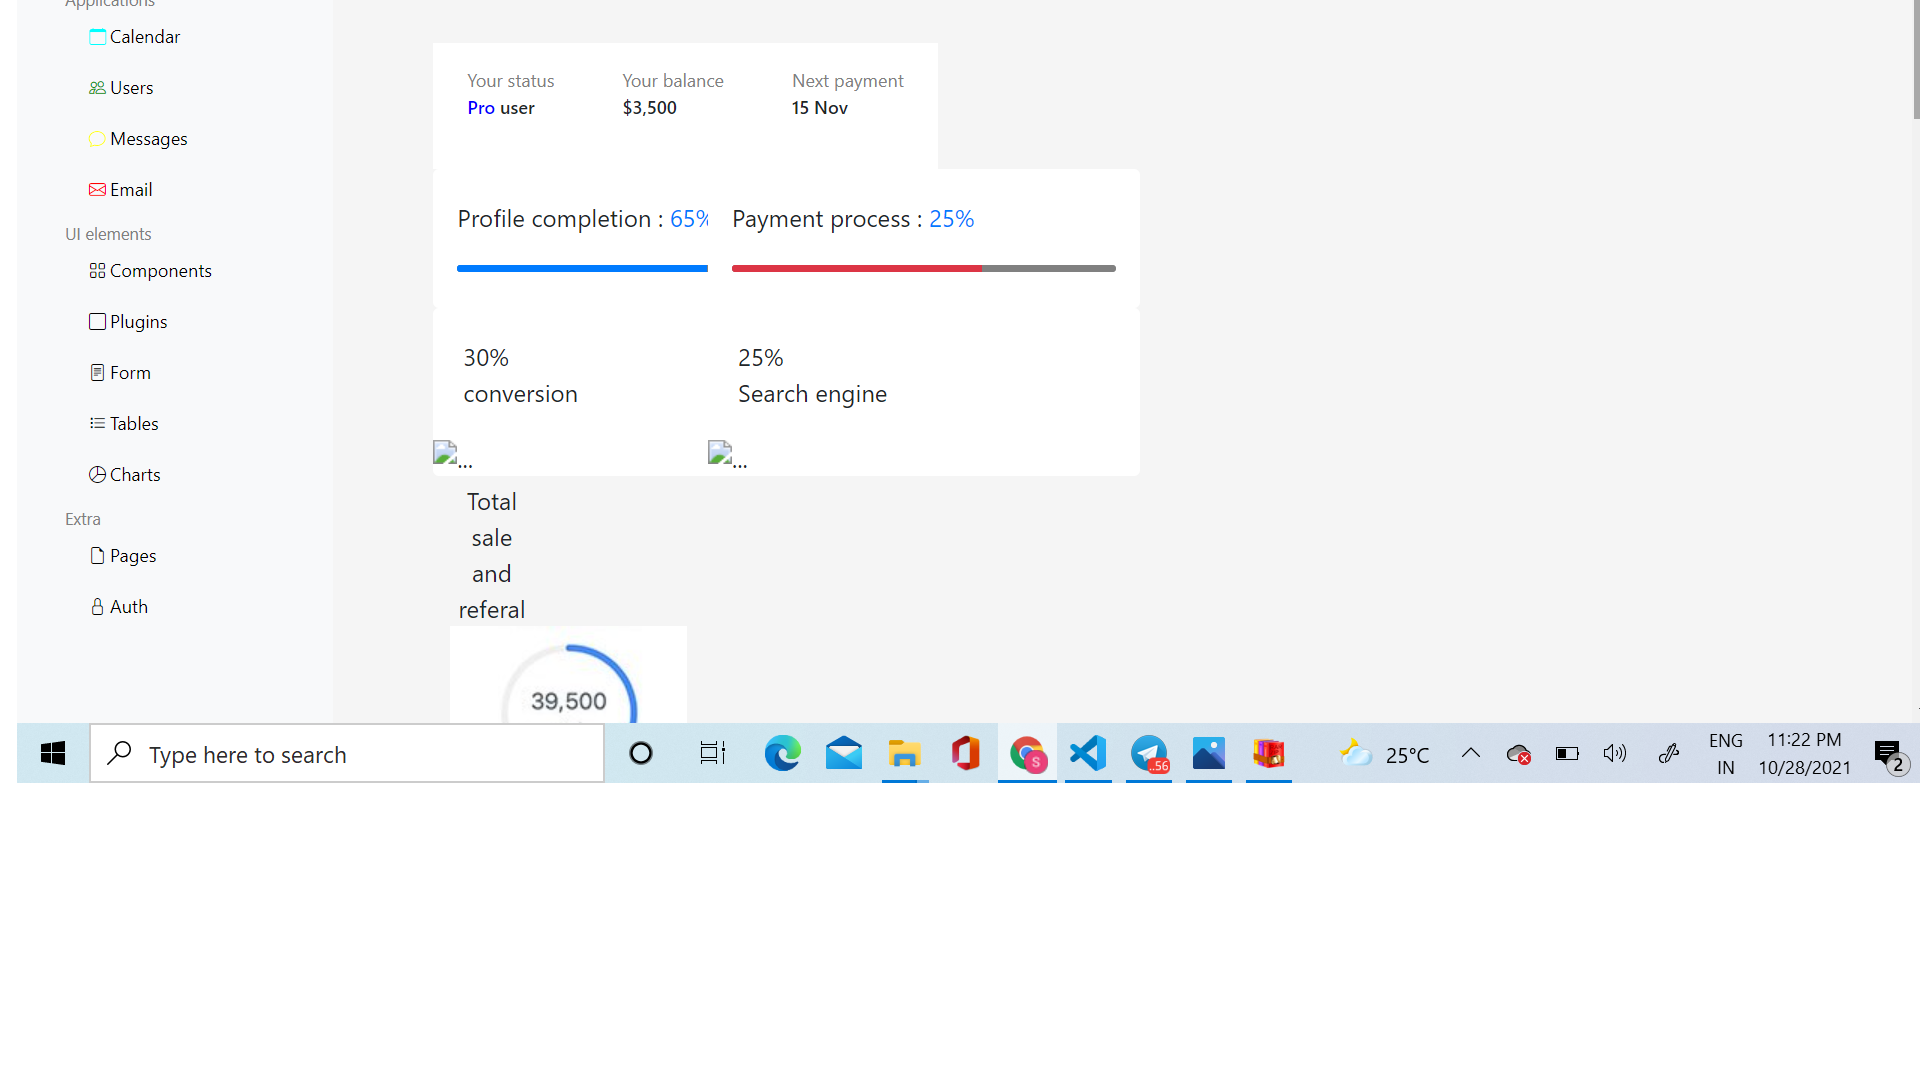 Applications
Calendar
Users
Messages
Email
UI elements
Components
Plugins
Form
Tables
Charts
Extra
Pages
Auth
Your status
Pro user
Your balance
$3,500
Next payment
15 Nov
Profile completion : 65%
Payment process : 25%
30%
conversion
25%
Search engine
...
...
Total
sale
and
referal
39,500
Type here to search
S
..56
25°C
ENG
IN
11:22 PM
10/28/2021
2